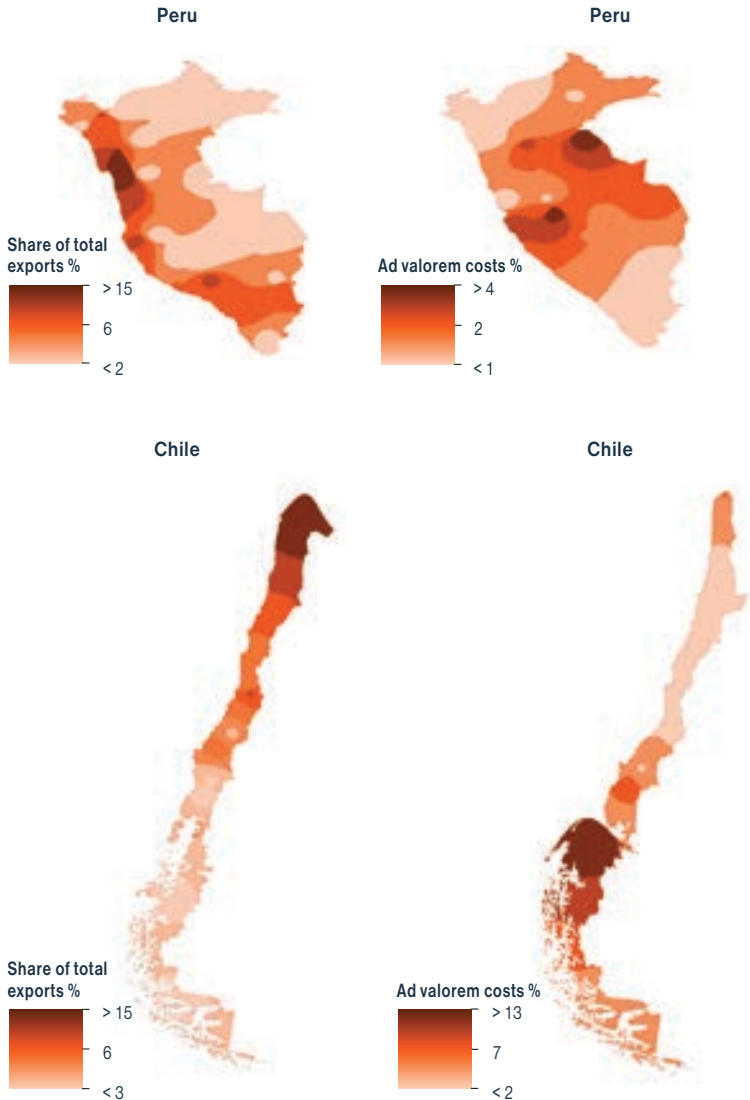 Peru
Share of total
exports %
> 15
6
< 2
Peru
Ad valorem costs %
> 4
2
< 1
Chile
Share of total
exports %
> 15
6
< 3
Chile
Ad valorem costs %
> 13
7
< 2